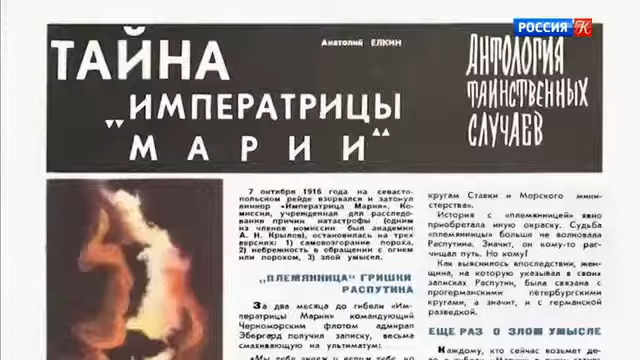 РОССИЯ К
Анатолий ЕЛКИН
ТАЙНА
„ИМПЕРАТРИЦЫ
МАРИИ“
АНТОЛОГИЯ
ТАИНСТВЕННЫХ
СЛУЧАЕВ
7 октября 1916 года на севасто-
польском рейде взорвался и затонул
линкор «Императрица Мария». Ко-
миссия, учрежденная для расследо-
вания причин катастрофы (одним
из членов комиссии был академик
А. Н. Крылов), остановилась на трех
версиях: 1) самовозгорание пороха,
2) небрежность в обращении с огнем
или порохом, 3) злой умысел.
„ПЛЕМЯННИЦА“ ГРИШКИ
РАСПУТИНА
За два месяца до гибели «Им-
ператрицы Марии» командующий
Черноморским флотом адмирал
Эбергард получил записку, весьма
смахивающую на ультиматум:
кругам Ставки и Морского мини-
стерства».
История с «племянницей» явно
приобретала иную окраску. Судьба
«племянницы» больше не волновала
Распутина. Значит, он кому-то рас-
чищал путь. Но кому?
Как выяснилось впоследствии, жен-
щина, на которую указывал в своих
записках Распутин, была связана с
прогерманскими петербургскими
кругами, а значит, и с германской
разведкой.
ЕЩЕ РАЗ О ЗЛОМ УМЫСЛЕ
Каждому, кто сейчас возьмет де-